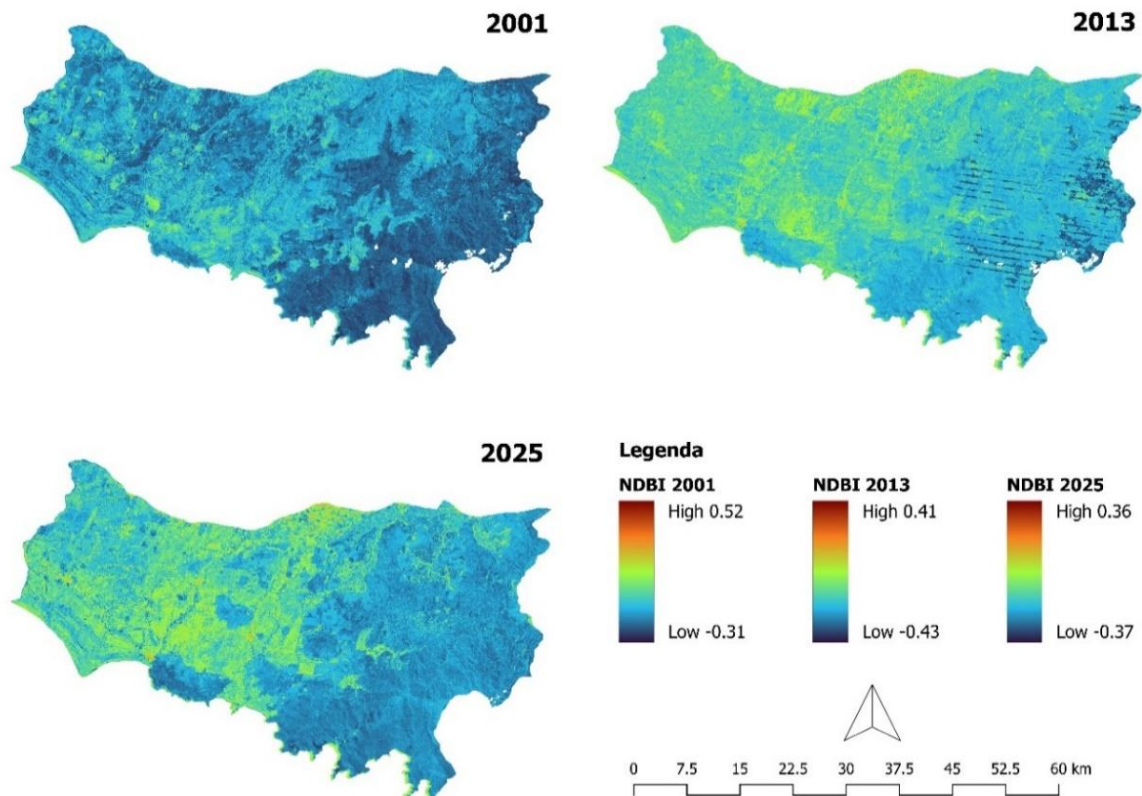 2001
2013
2025
Legenda
NDBI 2001
High 0.52
Low -0.31
NDBI 2013
High 0.41
Low -0.43
NDBI 2025
High 0.36
Low -0.37
0 7.5 15 22.5 30 37.5 45 52.5 60 km